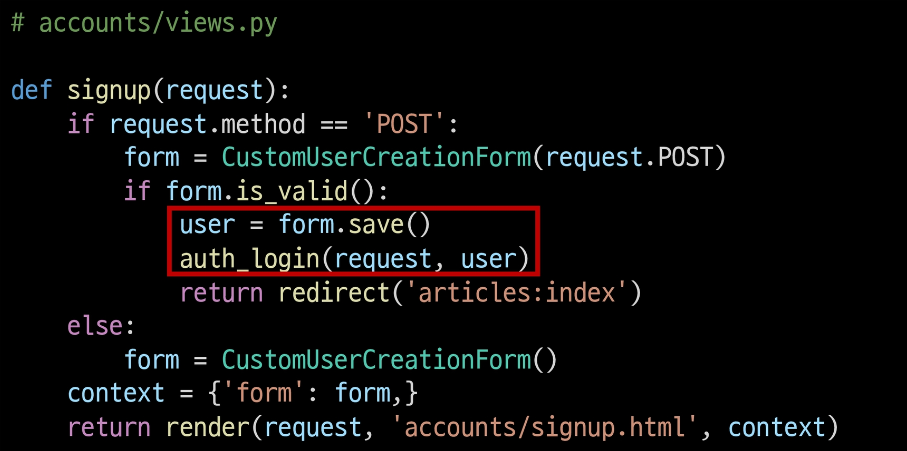 # accounts/views.py

def signup(request):
    if request.method == 'POST':
        form = CustomUserCreationForm(request.POST)
        if form.is_valid():
            user = form.save()
            auth_login(request, user)
            return redirect('articles:index')
    else:
        form = CustomUserCreationForm()
    context = {'form': form,}
    return render(request, 'accounts/signup.html', context)